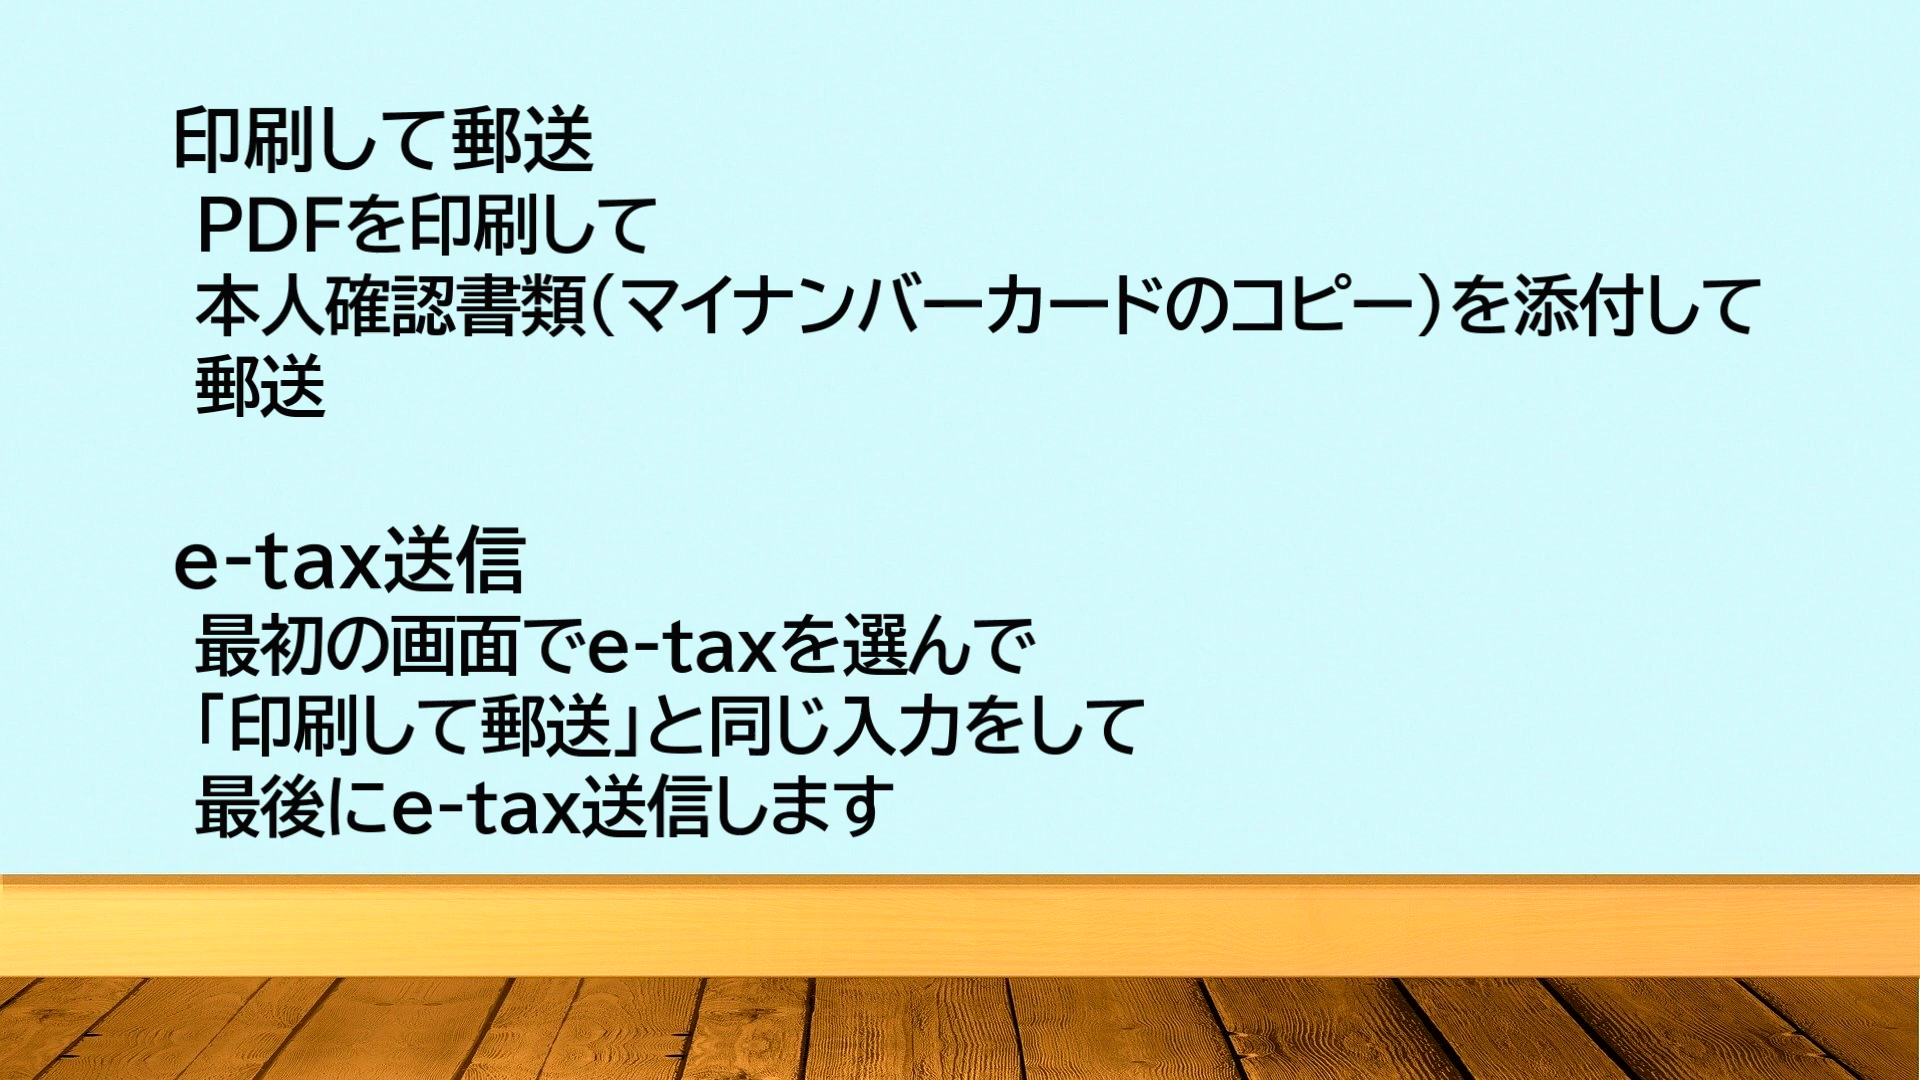 印刷して郵送
PDFを印刷して
本人確認書類(マイナンバーカードのコピー)を添付して
郵送
e-tax送信
最初の画面でe-taxを選んで
「印刷して郵送」と同じ入力をして
最後にe-tax送信します